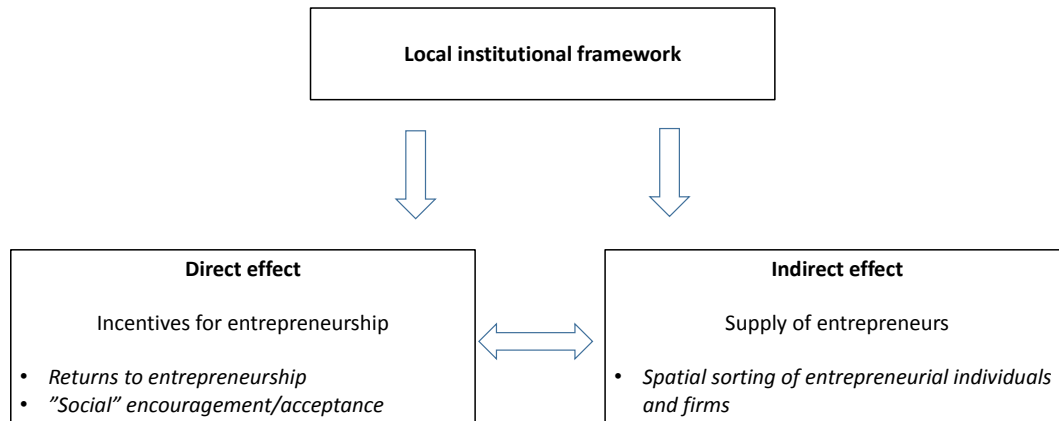 Local institutional framework
Direct effect
Incentives for entrepreneurship
• Returns to entrepreneurship
• ”Social” encouragement/acceptance
Indirect effect
Supply of entrepreneurs
• Spatial sorting of entrepreneurial individuals
and firms